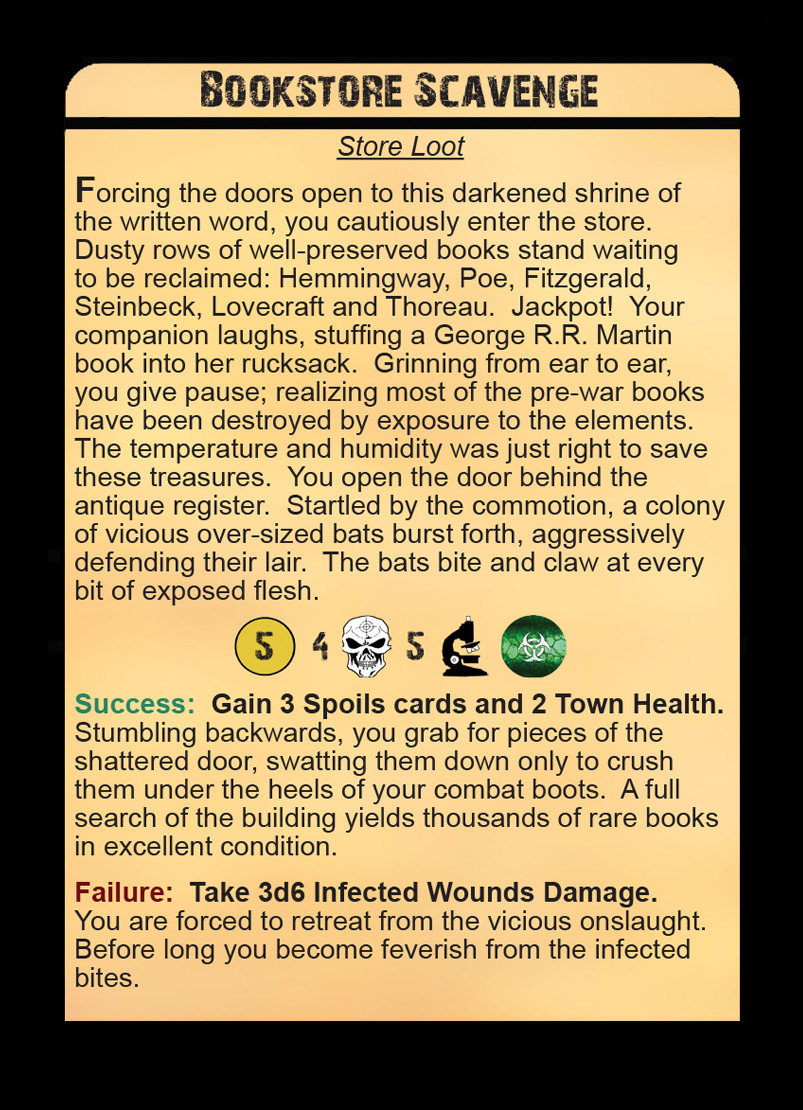 Bookstore Scavenge
Store Loot
Forcing the doors open to this darkened shrine of
the written word, you cautiously enter the store.
Dusty rows of well-preserved books stand waiting
to be reclaimed: Hemmingway, Poe, Fitzgerald,
Steinbeck, Lovecraft and Thoreau.  Jackpot!  Your
companion laughs, stuffing a George R.R. Martin
book into her rucksack.  Grinning from ear to ear,
you give pause; realizing most of the pre-war books
have been destroyed by exposure to the elements.
The temperature and humidity was just right to save
these treasures.  You open the door behind the
antique register.  Startled by the commotion, a colony
of vicious over-sized bats burst forth, aggressively
defending their lair.  The bats bite and claw at every
bit of exposed flesh.
5 4 5
Success:  Gain 3 Spoils cards and 2 Town Health.
Stumbling backwards, you grab for pieces of the
shattered door, swatting them down only to crush
them under the heels of your combat boots.  A full
search of the building yields thousands of rare books
in excellent condition.
Failure:  Take 3d6 Infected Wounds Damage.
You are forced to retreat from the vicious onslaught.
Before long you become feverish from the infected
bites.